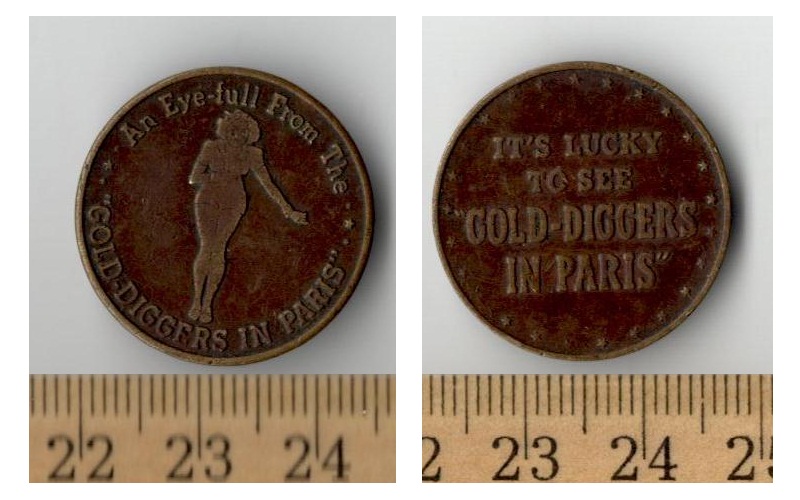 An Eye-full From The
"GOLD-DIGGERS IN PARIS"
22 23 24
IT'S LUCKY
TO SEE
"GOLD-DIGGERS
IN PARIS"
2 23 24 25